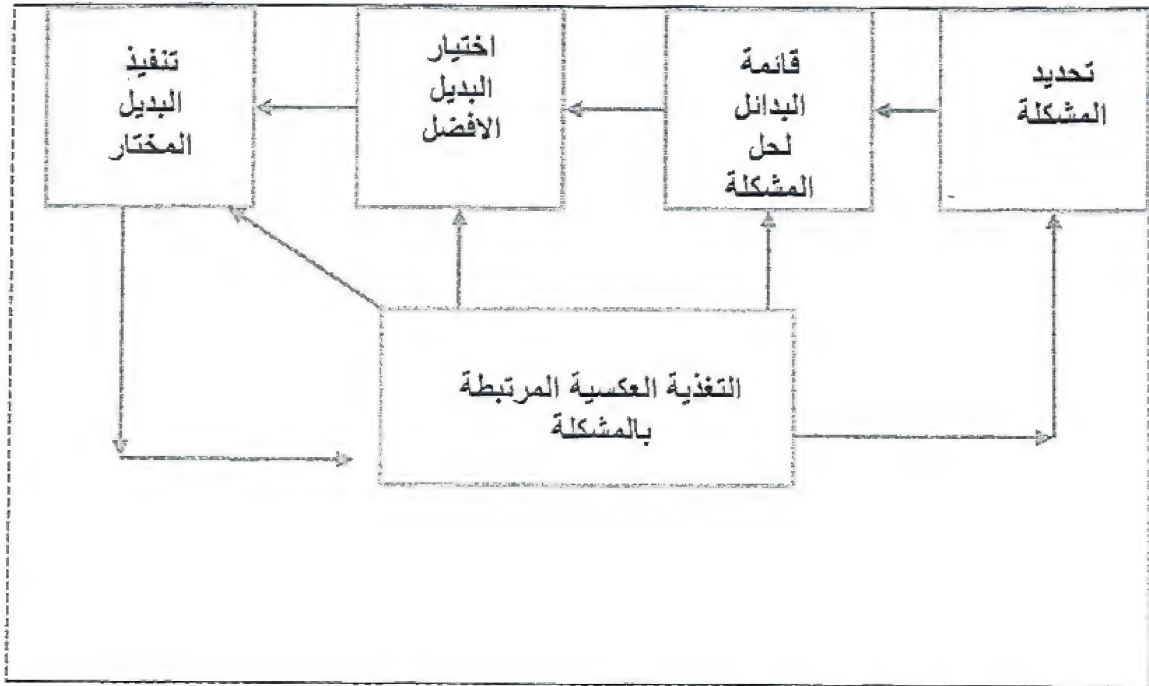 تحديد
المشكلة
قائمة
البدائل
لحل
المشكلة
اختيار
البديل
الافضل
تنفيذ
البديل
المختار
التغذية العكسية المرتبطة
بالمشكلة